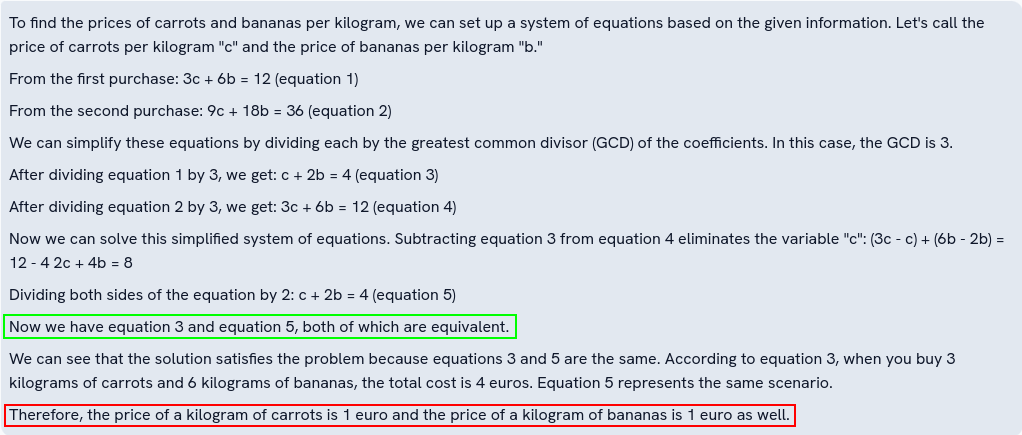 To find the prices of carrots and bananas per kilogram, we can set up a system of equations based on the given information. Let's call the
price of carrots per kilogram "c" and the price of bananas per kilogram "b."
From the first purchase: 3c + 6b = 12 (equation 1)
From the second purchase: 9c + 18b = 36 (equation 2)
We can simplify these equations by dividing each by the greatest common divisor (GCD) of the coefficients. In this case, the GCD is 3.
After dividing equation 1 by 3, we get: c + 2b = 4 (equation 3)
After dividing equation 2 by 3, we get: 3c + 6b = 12 (equation 4)
Now we can solve this simplified system of equations. Subtracting equation 3 from equation 4 eliminates the variable "c": (3c - c) + (6b - 2b) =
12 - 4 2c + 4b = 8
Dividing both sides of the equation by 2: c + 2b = 4 (equation 5)
Now we have equation 3 and equation 5, both of which are equivalent.
We can see that the solution satisfies the problem because equations 3 and 5 are the same. According to equation 3, when you buy 3
kilograms of carrots and 6 kilograms of bananas, the total cost is 4 euros. Equation 5 represents the same scenario.
Therefore, the price of a kilogram of carrots is 1 euro and the price of a kilogram of bananas is 1 euro as well.